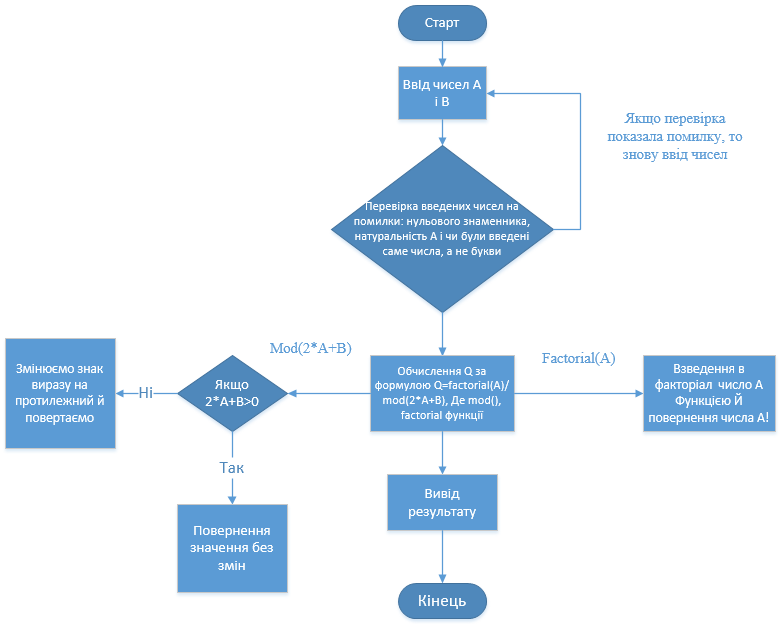 Старт
Ввід чисел А
і В
Якщо перевірка
показала помилку, то
знову ввід чисел
Перевірка введених чисел на
помилки: нульового знаменника,
натуральність А і чи були введені
саме числа, а не букви
Mod(2*A+B)
Factorial(A)
Змінюємо знак
виразу на
протилежний й
повертаємо
Ні
Якщо
2*A+B>0
Обчислення Q за
формулою Q=factorial(A)/
mod(2*A+B), Де mod(),
factorial функції
Взведення в
факторіал число А
Функцією Й
повернення числа А!
Так
Вивід
результату
Повернення
значення без
змін
Кінець